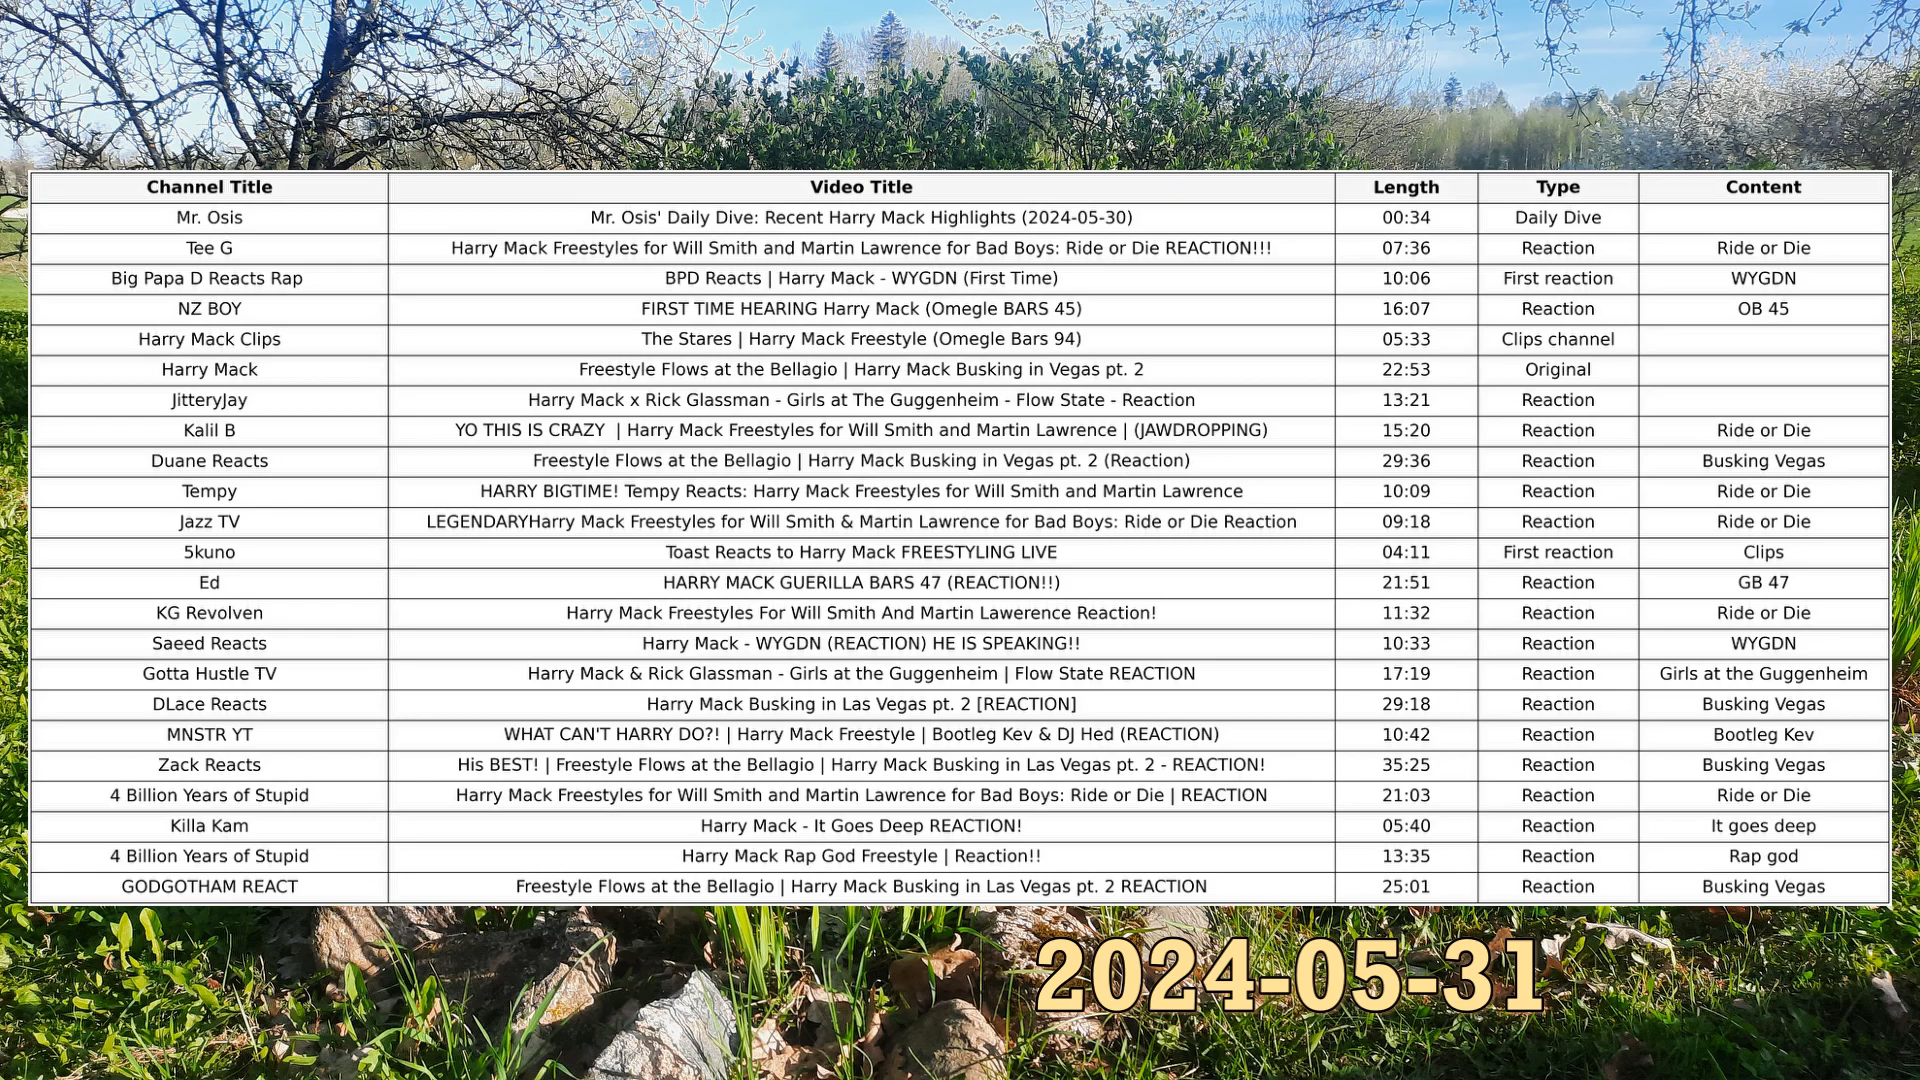 Channel Title Video Title Length Type Content
Mr. Osis Mr. Osis' Daily Dive: Recent Harry Mack Highlights (2024-05-30) 00:34 Daily Dive
Tee G Harry Mack Freestyles for Will Smith and Martin Lawrence for Bad Boys: Ride or Die REACTION!!! 07:36 Reaction Ride or Die
Big Papa D Reacts Rap BPD Reacts | Harry Mack - WYGDN (First Time) 10:06 First reaction WYGDN
NZ BOY FIRST TIME HEARING Harry Mack (Omegle BARS 45) 16:07 Reaction OB 45
Harry Mack Clips The Stares | Harry Mack Freestyle (Omegle Bars 94) 05:33 Clips channel
Harry Mack Freestyle Flows at the Bellagio | Harry Mack Busking in Vegas pt. 2 22:53 Original
JitteryJay Harry Mack x Rick Glassman - Girls at The Guggenheim - Flow State - Reaction 13:21 Reaction
Kalil B YO THIS IS CRAZY | Harry Mack Freestyles for Will Smith and Martin Lawrence | (JAWDROPPING) 15:20 Reaction Ride or Die
Duane Reacts Freestyle Flows at the Bellagio | Harry Mack Busking in Vegas pt. 2 (Reaction) 29:36 Reaction Busking Vegas
Tempy HARRY BIGTIME! Tempy Reacts: Harry Mack Freestyles for Will Smith and Martin Lawrence 10:09 Reaction Ride or Die
Jazz TV LEGENDARYHarry Mack Freestyles for Will Smith & Martin Lawrence for Bad Boys: Ride or Die Reaction 09:18 Reaction Ride or Die
5kuno Toast Reacts to Harry Mack FREESTYLING LIVE 04:11 First reaction Clips
Ed HARRY MACK GUERILLA BARS 47 (REACTION!!) 21:51 Reaction GB 47
KG Revolven Harry Mack Freestyles For Will Smith And Martin Lawerence Reaction! 11:32 Reaction Ride or Die
Saeed Reacts Harry Mack - WYGDN (REACTION) HE IS SPEAKING!! 10:33 Reaction WYGDN
Gotta Hustle TV Harry Mack & Rick Glassman - Girls at the Guggenheim | Flow State REACTION 17:19 Reaction Girls at the Guggenheim
DLace Reacts Harry Mack Busking in Las Vegas pt. 2 [REACTION] 29:18 Reaction Busking Vegas
MNSTR YT WHAT CAN'T HARRY DO?! | Harry Mack Freestyle | Bootleg Kev & DJ Hed (REACTION) 10:42 Reaction Bootleg Kev
Zack Reacts His BEST! | Freestyle Flows at the Bellagio | Harry Mack Busking in Las Vegas pt. 2 - REACTION! 35:25 Reaction Busking Vegas
4 Billion Years of Stupid Harry Mack Freestyles for Will Smith and Martin Lawrence for Bad Boys: Ride or Die | REACTION 21:03 Reaction Ride or Die
Killa Kam Harry Mack - It Goes Deep REACTION! 05:40 Reaction It goes deep
4 Billion Years of Stupid Harry Mack Rap God Freestyle | Reaction!! 13:35 Reaction Rap god
GODGOTHAM REACT Freestyle Flows at the Bellagio | Harry Mack Busking in Las Vegas pt. 2 REACTION 25:01 Reaction Busking Vegas
2024-05-31